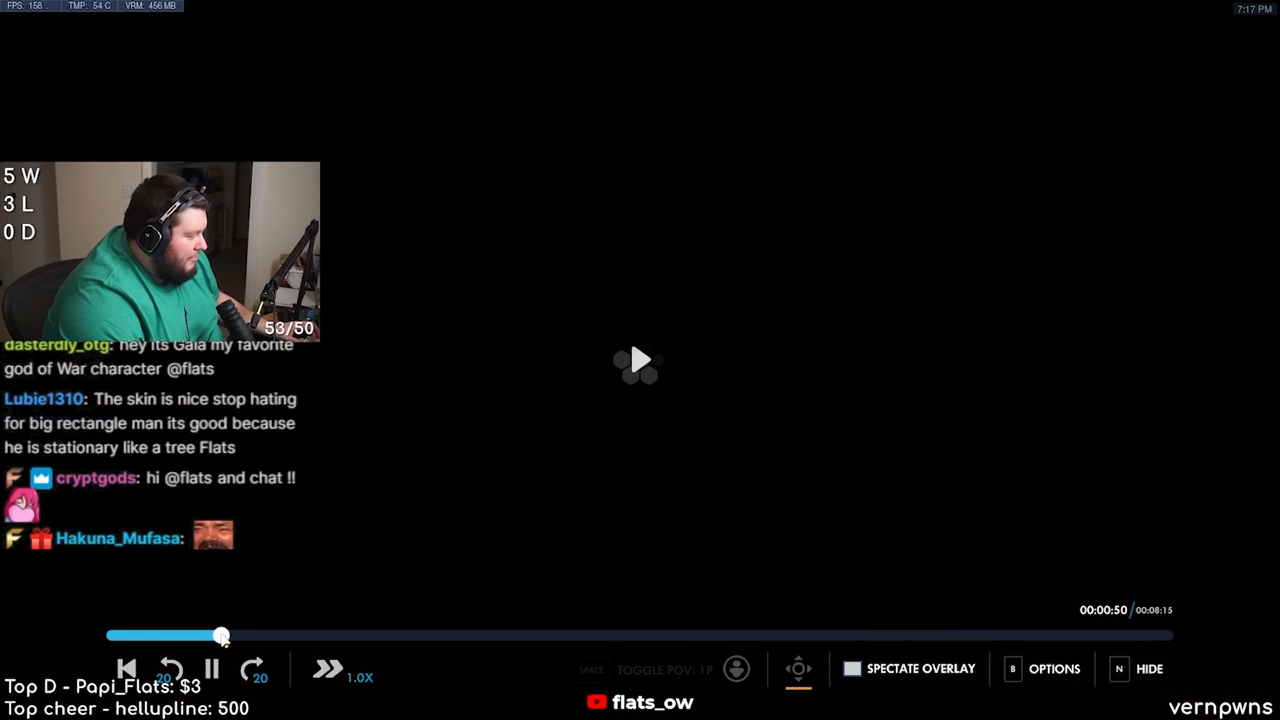 FPS: 158 TMP: 54 C VRM: 456 MB
7:17 PM
5 W
3 L
0 D
53/50
dasterdly_otg: hey its Gaia my favorite
god of War character @flats
Lubie1310: The skin is nice stop hating
for big rectangle man its good because
he is stationary like a tree Flats
cryptgods: hi @flats and chat !!
Hakuna_Mufasa:
00:00:50 / 00:08:15
20
20
1.0X
SPACE TOGGLE POV: 1P
SPECTATE OVERLAY
B OPTIONS
N HIDE
Top D - Papi_Flats: $3
Top cheer - hellupline: 500
flats_ow
vernpwns